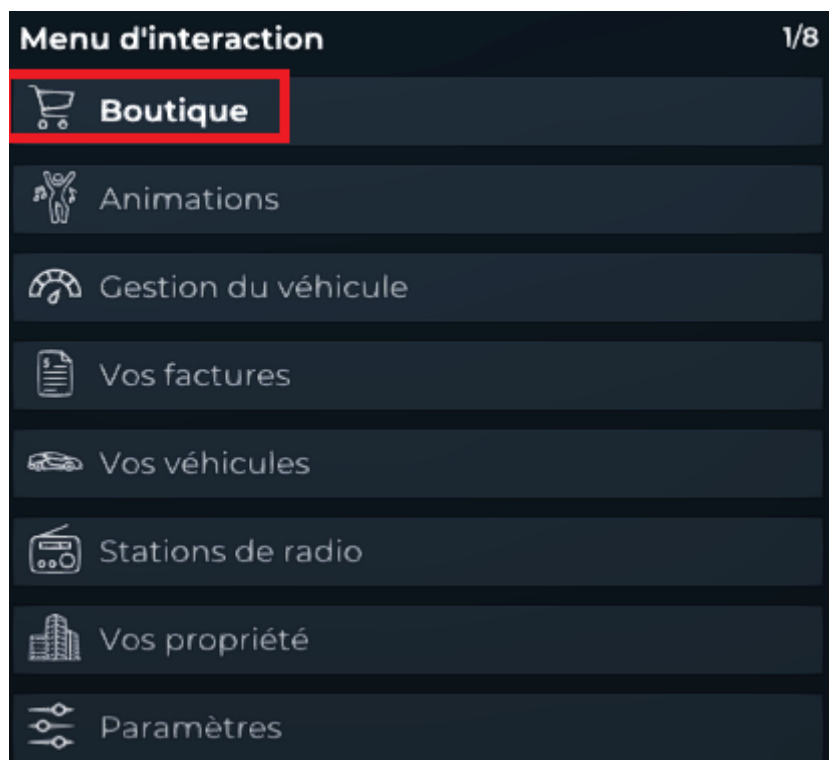 Menu d'interaction 1/8
Boutique
Animations
Gestion du véhicule
Vos factures
Vos véhicules
Stations de radio
Vos propriété
Paramètres